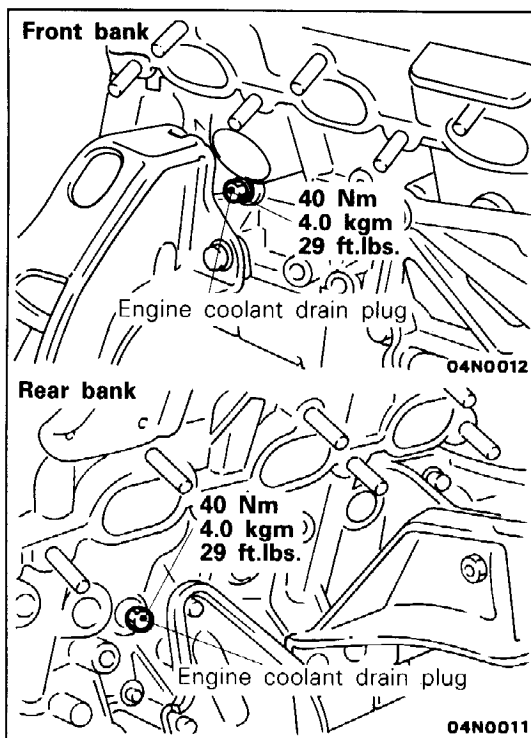 Front bank
40 Nm
4.0 kgm
29 ft.lbs.
Engine coolant drain plug
04N0012
Rear bank
40 Nm
4.0 kgm
29 ft.lbs.
Engine coolant drain plug
04N0011